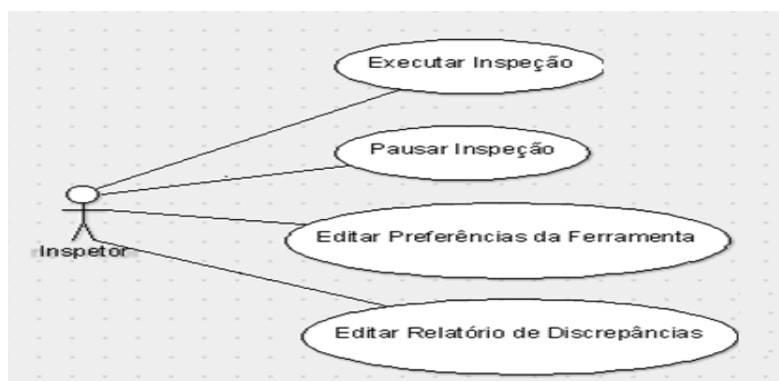 Executar Inspeção
Pausar Inspeção
Editar Preferências da Ferramenta
Inspetor
Editar Relatório de Discrepâncias